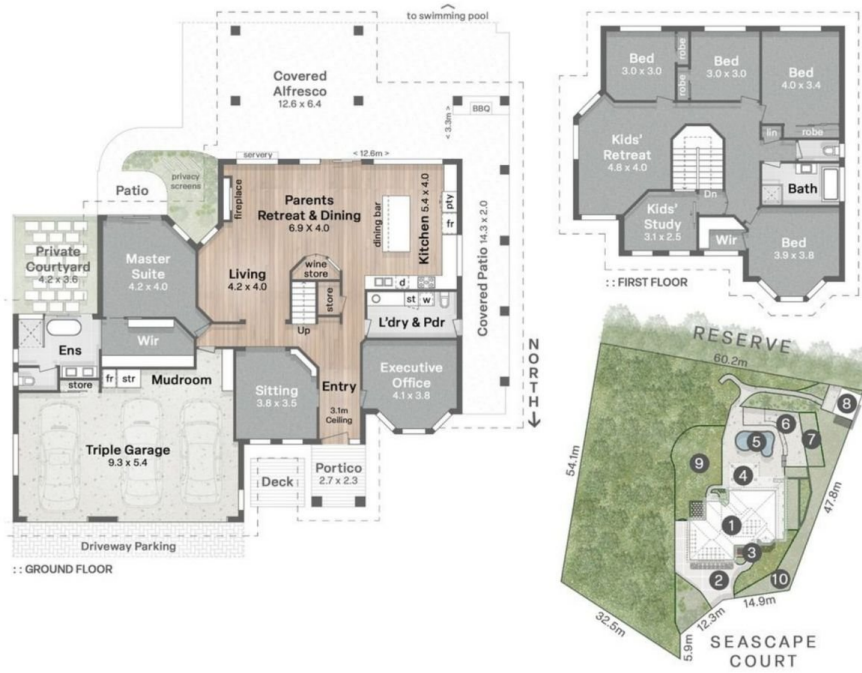 to swimming pool
Covered
Alfresco
12.6 x 6.4
BBQ
< 3.3m >
servery
< 12.6m >
privacy
screens
Patio
fireplace
Parents
Retreat & Dining
6.9 X 4.0
dining bar
Kitchen 5.4 x 4.0
pty
fr
Private
Courtyard
4.2 x 3.6
Master
Suite
4.2 x 4.0
Living
4.2 x 4.0
wine
store
store
d
st
w
Covered Patio 14.3 x 2.0
Up
L'dry & Pdr
Ens
Wir
store
fr
str
Mudroom
Sitting
3.8 x 3.5
Entry
3.1m
Ceiling
Executive
Office
4.1 x 3.8
NORTH
Triple Garage
9.3 x 5.4
Deck
Portico
2.7 x 2.3
Driveway Parking
:: GROUND FLOOR
Bed
3.0 x 3.0
robe
robe
Bed
3.0 x 3.0
Bed
4.0 x 3.4
lin
robe
Kids'
Retreat
4.8 x 4.0
Bath
Dn
Kids'
Study
3.1 x 2.5
Wir
Bed
3.9 x 3.8
:: FIRST FLOOR
RESERVE
60.2m
8
6
7
5
9
4
54.1m
47.8m
1
3
2
10
14.9m
12.3m
32.5m
5.9m
SEASCAPE
COURT